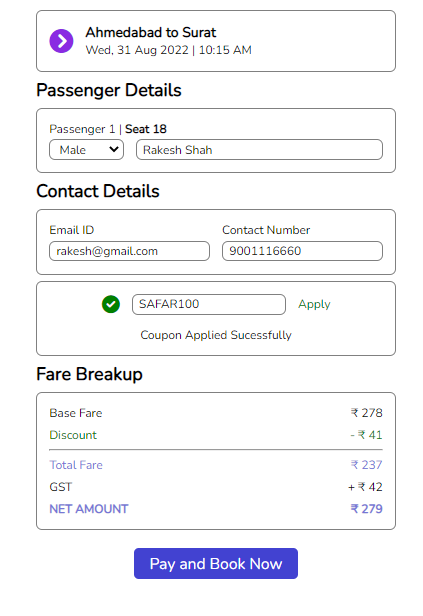 Ahmedabad to Surat
Wed, 31 Aug 2022 | 10:15 AM
Passenger Details
Passenger 1 | Seat 18
Male Rakesh Shah
Contact Details
Email ID Contact Number
rakesh@gmail.com 9001116660
SAFAR100 Apply
Coupon Applied Sucessfully
Fare Breakup
Base Fare ₹ 278
Discount - ₹ 41
Total Fare ₹ 237
GST + ₹ 42
NET AMOUNT ₹ 279
Pay and Book Now